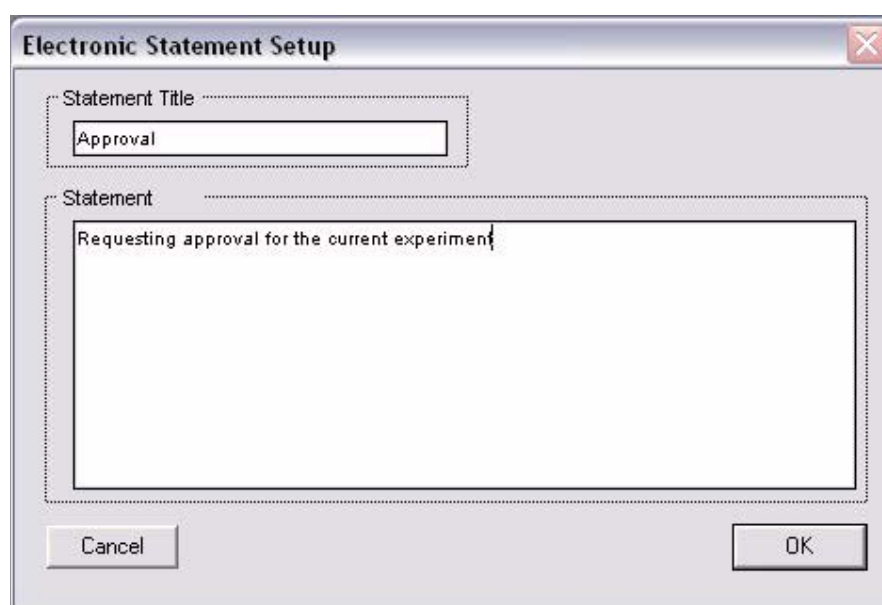 Electronic Statement Setup
Statement Title
Approval
Statement
Requesting approval for the current experiment
Cancel
OK